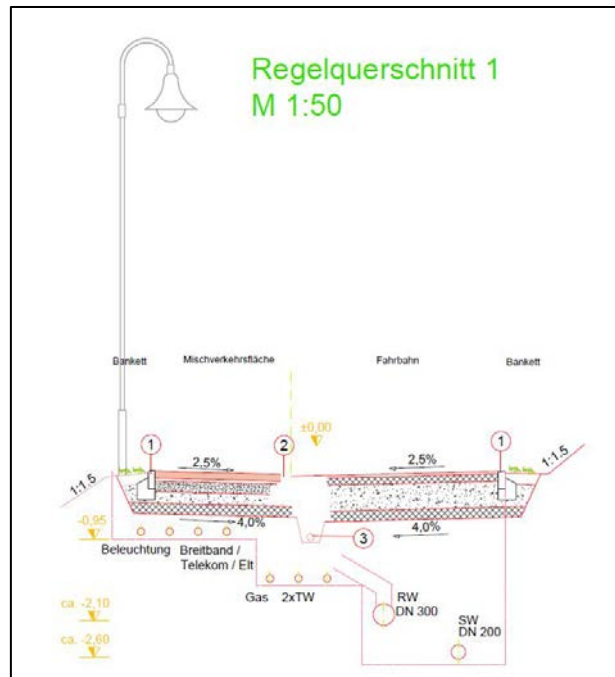 Regelquerschnitt 1
M 1:50
Bankett
Mischverkehrsfläche
Fahrbahn
Bankett
±0,00
1
2
1
2,5%
2,5%
1:1.5
1:1.5
4,0%
3
4,0%
-0,95
Beleuchtung
Breitband /
Telekom / Elt
Gas
2xTW
RW
DN 300
ca. -2,10
SW
DN 200
ca. -2,60